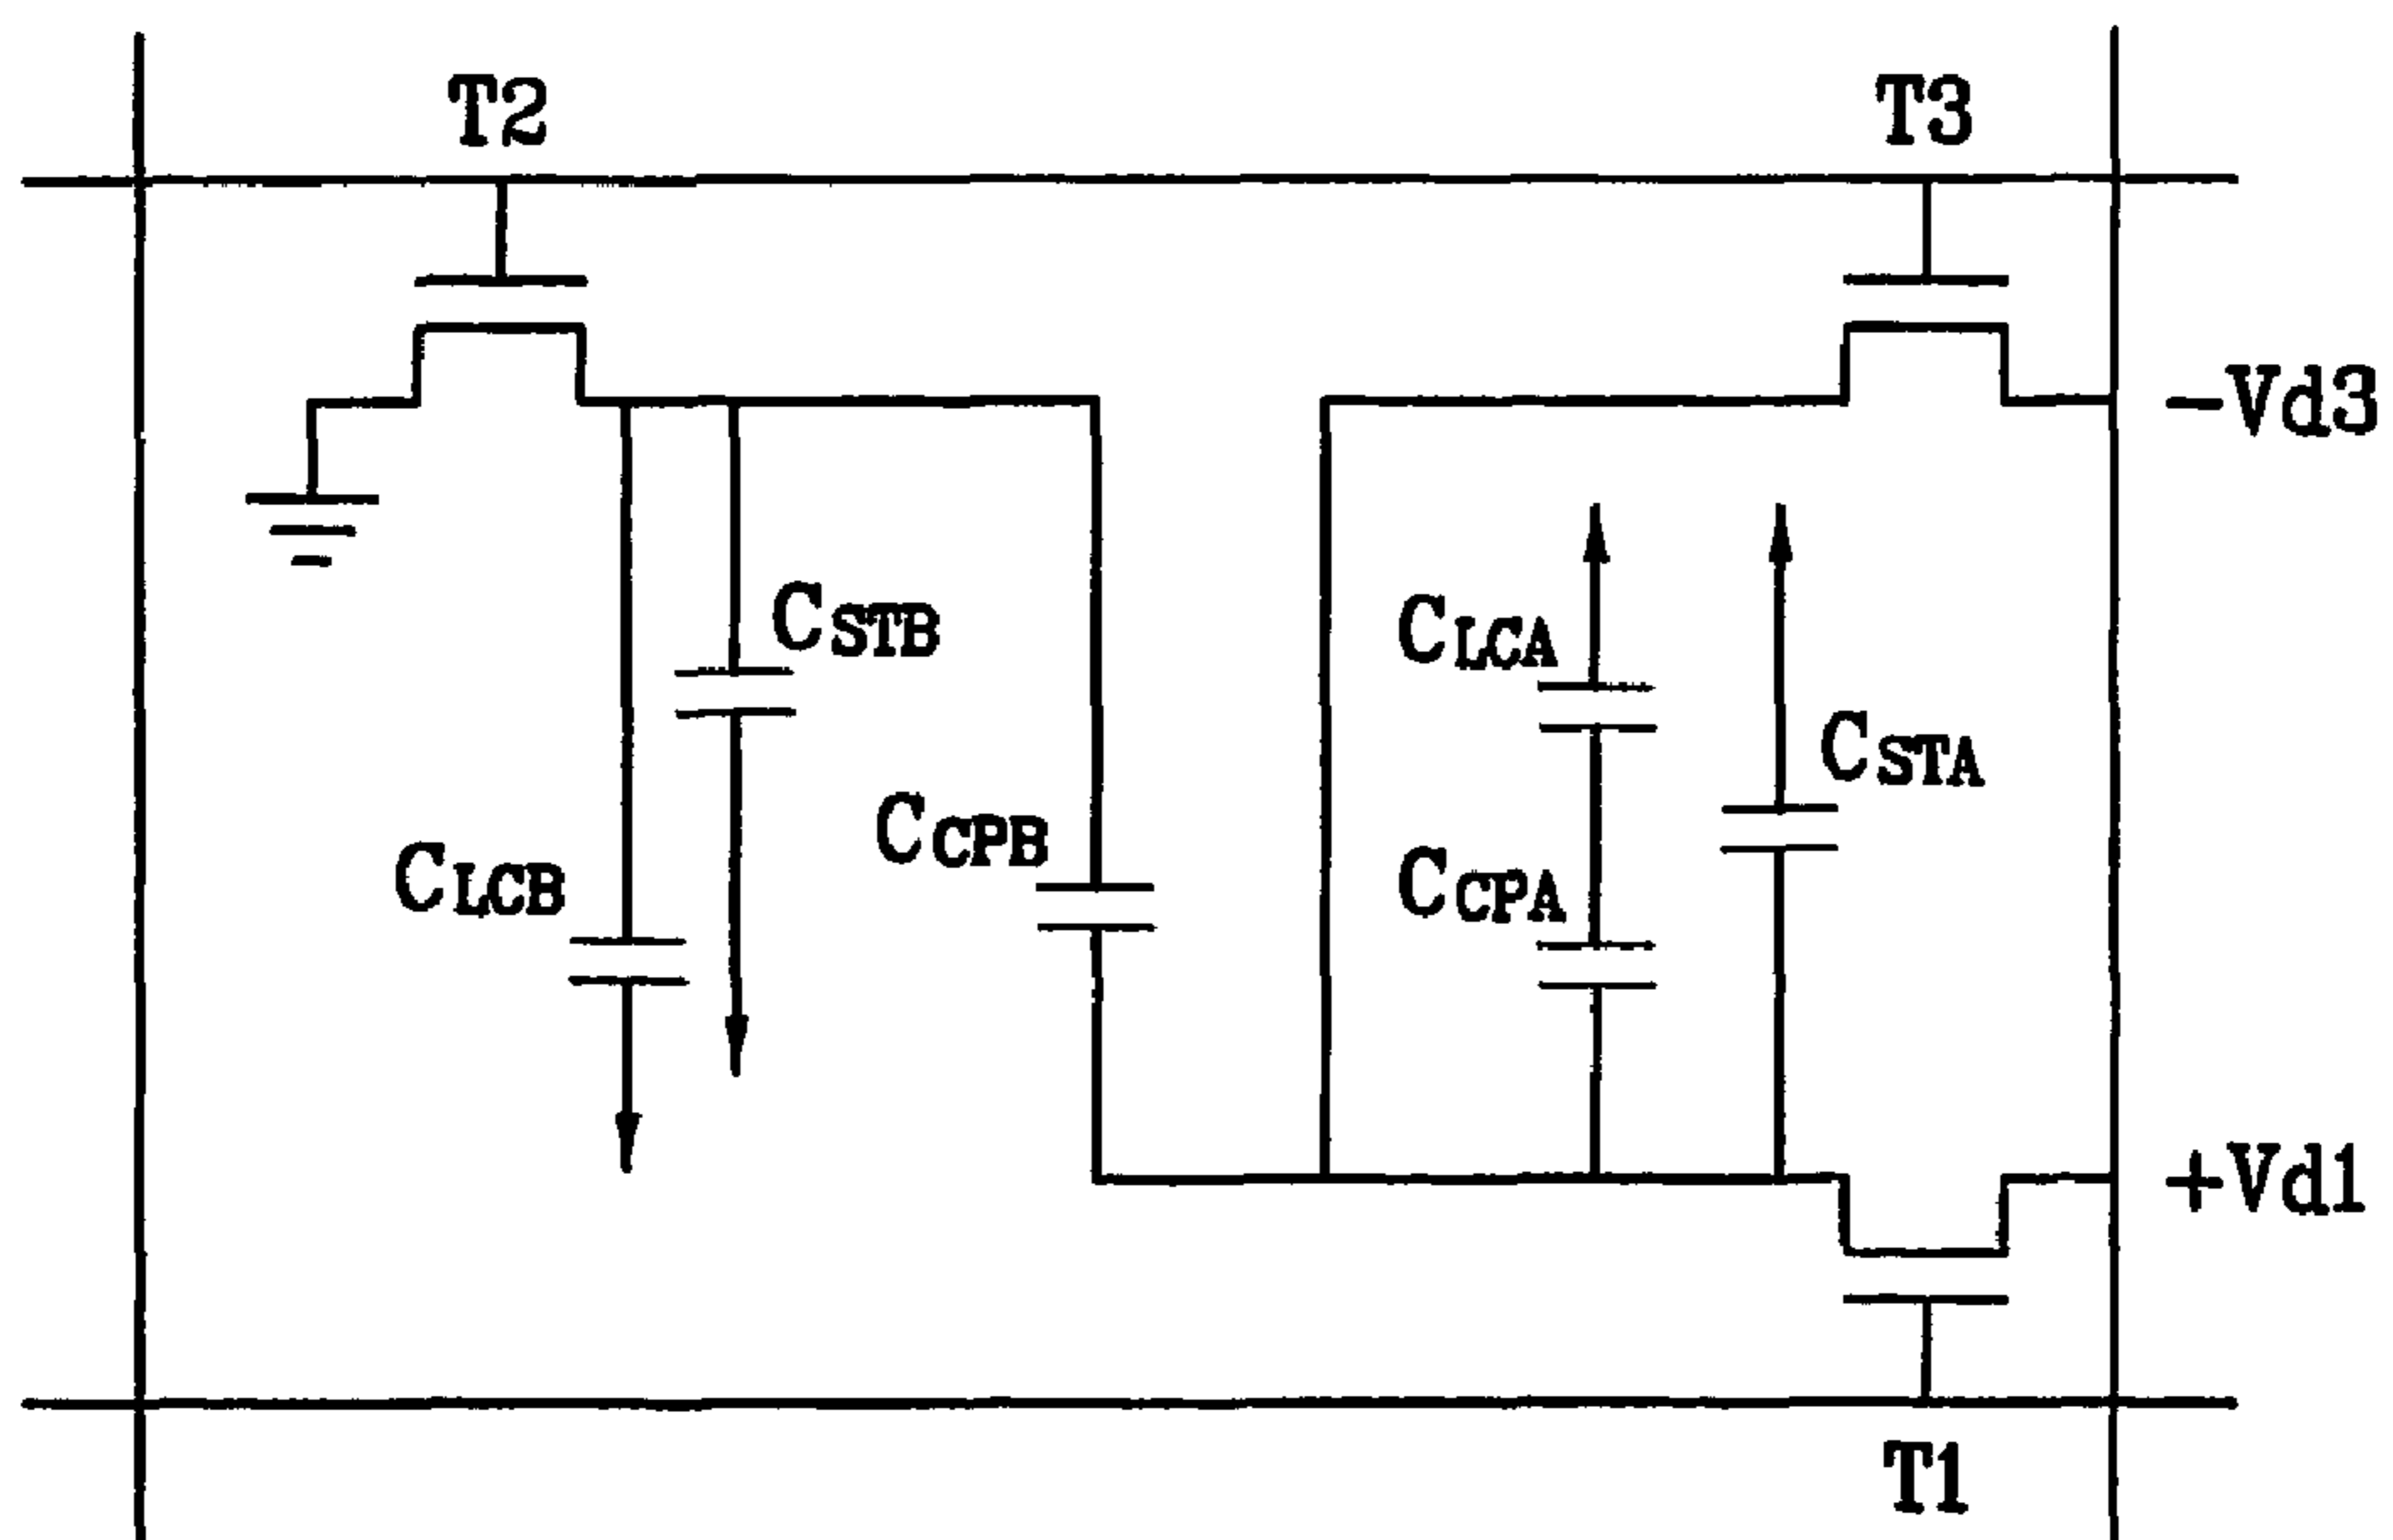 T2
T3
−Vd3
CSTB
CLCA
CSTA
CCPB
CLCB
CCPA
+Vd1
T1